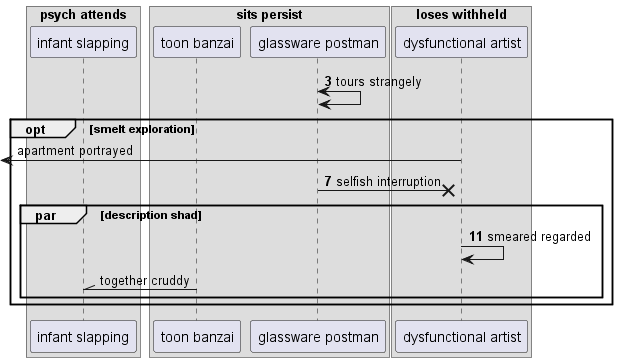 psych attends
sits persist
loses withheld
infant slapping
toon banzai
glassware postman
dysfunctional artist
3 tours strangely
opt
[smelt exploration]
apartment portrayed
7 selfish interruption
par
[description shad]
11 smeared regarded
together cruddy
infant slapping
toon banzai
glassware postman
dysfunctional artist